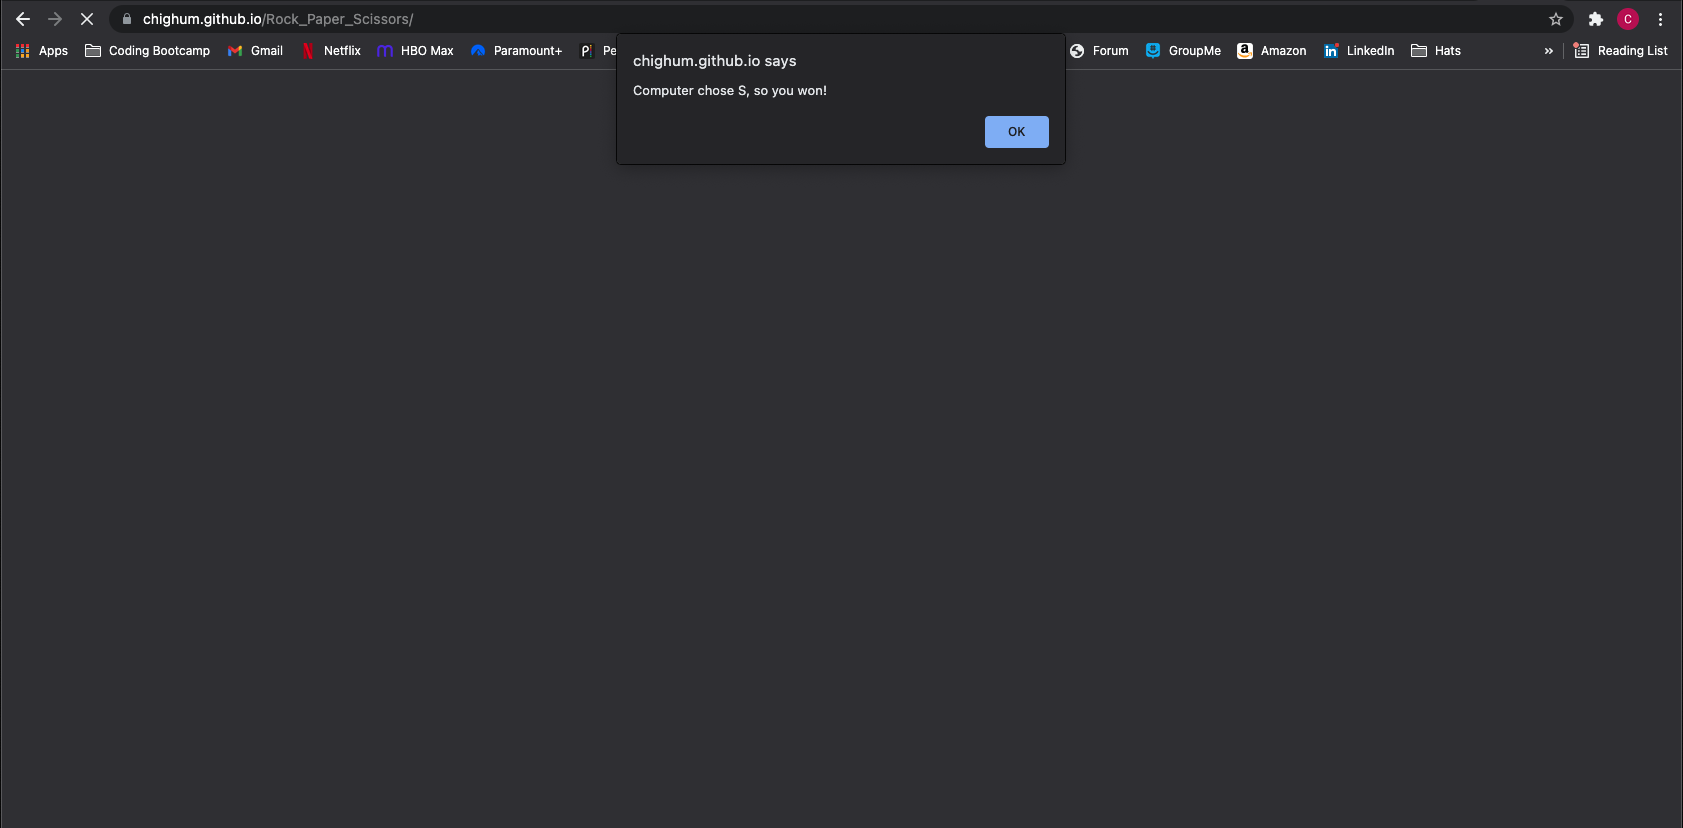 chighum.github.io/Rock_Paper_Scissors/
C
Apps Coding Bootcamp Gmail Netflix HBO Max Paramount+ Forum GroupMe Amazon LinkedIn Hats » Reading List
chighum.github.io says
Computer chose S, so you won!
OK